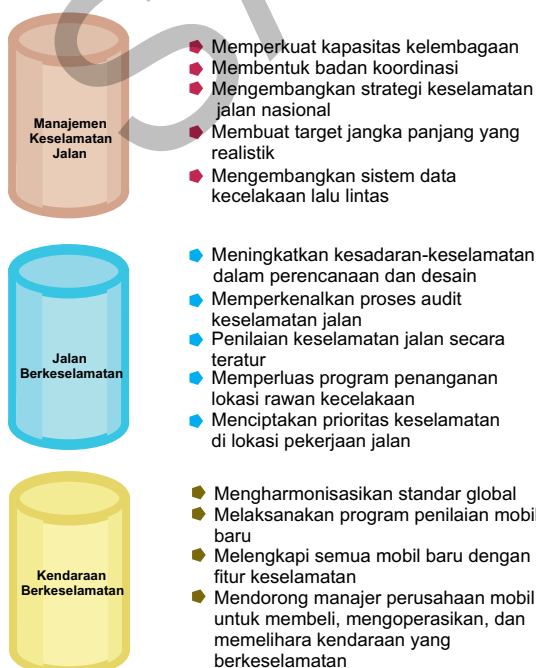 Manajemen
Keselamatan
Jalan
Memperkuat kapasitas kelembagaan
Membentuk badan koordinasi
Mengembangkan strategi keselamatan
jalan nasional
Membuat target jangka panjang yang
realistik
Mengembangkan sistem data
kecelakaan lalu lintas
Jalan
Berkeselamatan
Meningkatkan kesadaran-keselamatan
dalam perencanaan dan desain
Memperkenalkan proses audit
keselamatan jalan
Penilaian keselamatan jalan secara
teratur
Memperluas program penanganan
lokasi rawan kecelakaan
Menciptakan prioritas keselamatan
di lokasi pekerjaan jalan
Kendaraan
Berkeselamatan
Mengharmonisasikan standar global
Melaksanakan program penilaian mobil
baru
Melengkapi semua mobil baru dengan
fitur keselamatan
Mendorong manajer perusahaan mobil
untuk membeli, mengoperasikan, dan
memelihara kendaraan yang
berkeselamatan